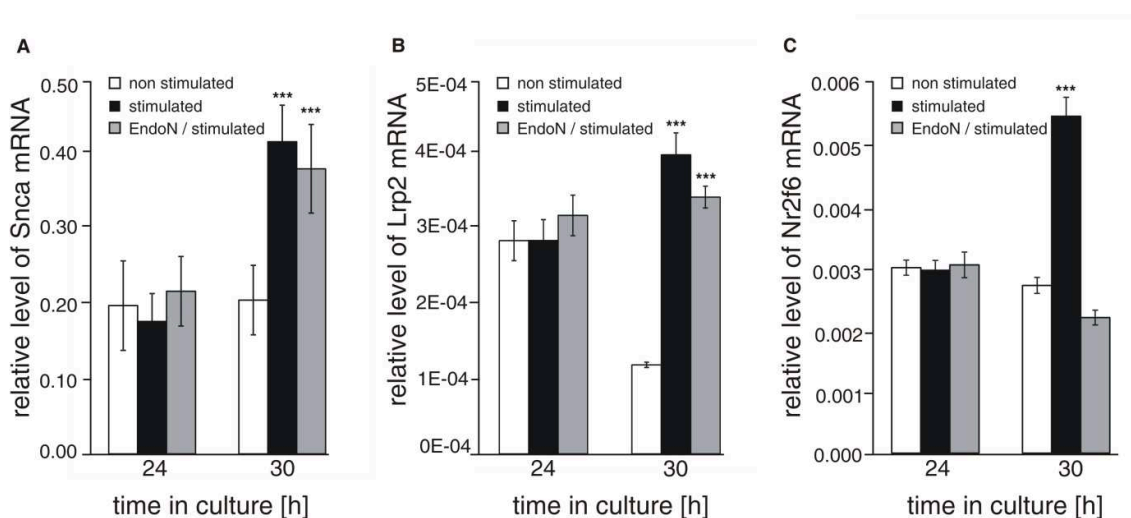 A
relative level of Snca mRNA
0.50
0.40
0.30
0.20
0.10
0.00
non stimulated
stimulated
EndoN / stimulated
***
***
24
30
time in culture [h]
B
relative level of Lrp2 mRNA
5E-04
4E-04
3E-04
2E-04
1E-04
0E-04
non stimulated
stimulated
EndoN / stimulated
***
***
24
30
time in culture [h]
C
relative level of Nr2f6 mRNA
0.006
0.005
0.004
0.003
0.002
0.001
0.000
non stimulated
stimulated
EndoN / stimulated
***
24
30
time in culture [h]